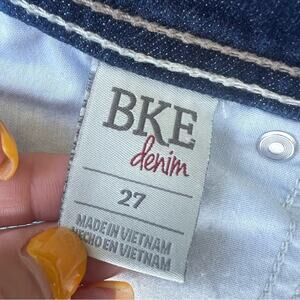 BKE
denim
27
MADE IN VIETNAM
HECHO EN VIETNAM